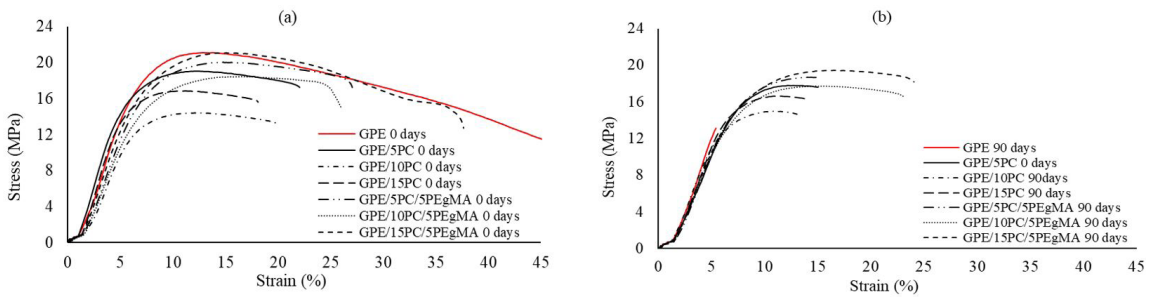 (a)
24
20
16
12
8
4
0
Stress (MPa)
GPE 0 days
GPE/5PC 0 days
GPE/10PC 0 days
GPE/15PC 0 days
GPE/5PC/5PEgMA 0 days
GPE/10PC/5PEgMA 0 days
GPE/15PC/5PEgMA 0 days
0 5 10 15 20 25 30 35 40 45
Strain (%)
(b)
24
20
16
12
8
4
0
Stress (MPa)
GPE 90 days
GPE/5PC 0 days
GPE/10PC 90days
GPE/15PC 90 days
GPE/5PC/5PEgMA 90 days
GPE/10PC/5PEgMA 90 days
GPE/15PC/5PEgMA 90 days
0 5 10 15 20 25 30 35 40 45
Strain (%)